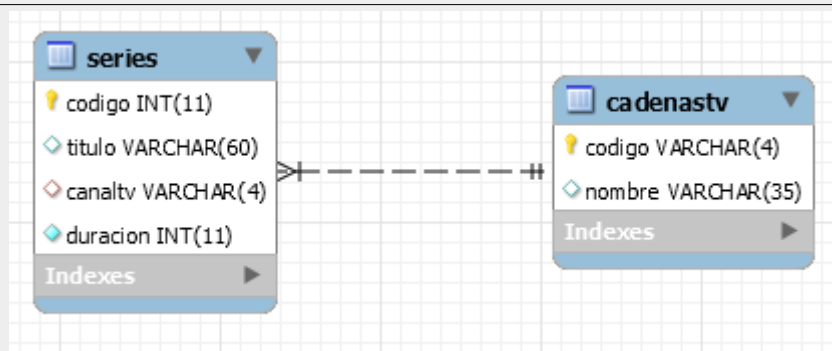 series
codigo INT(11)
titulo VARCHAR(60)
canaltv VARCHAR(4)
duracion INT(11)
Indexes
cadenastv
codigo VARCHAR(4)
nombre VARCHAR(35)
Indexes